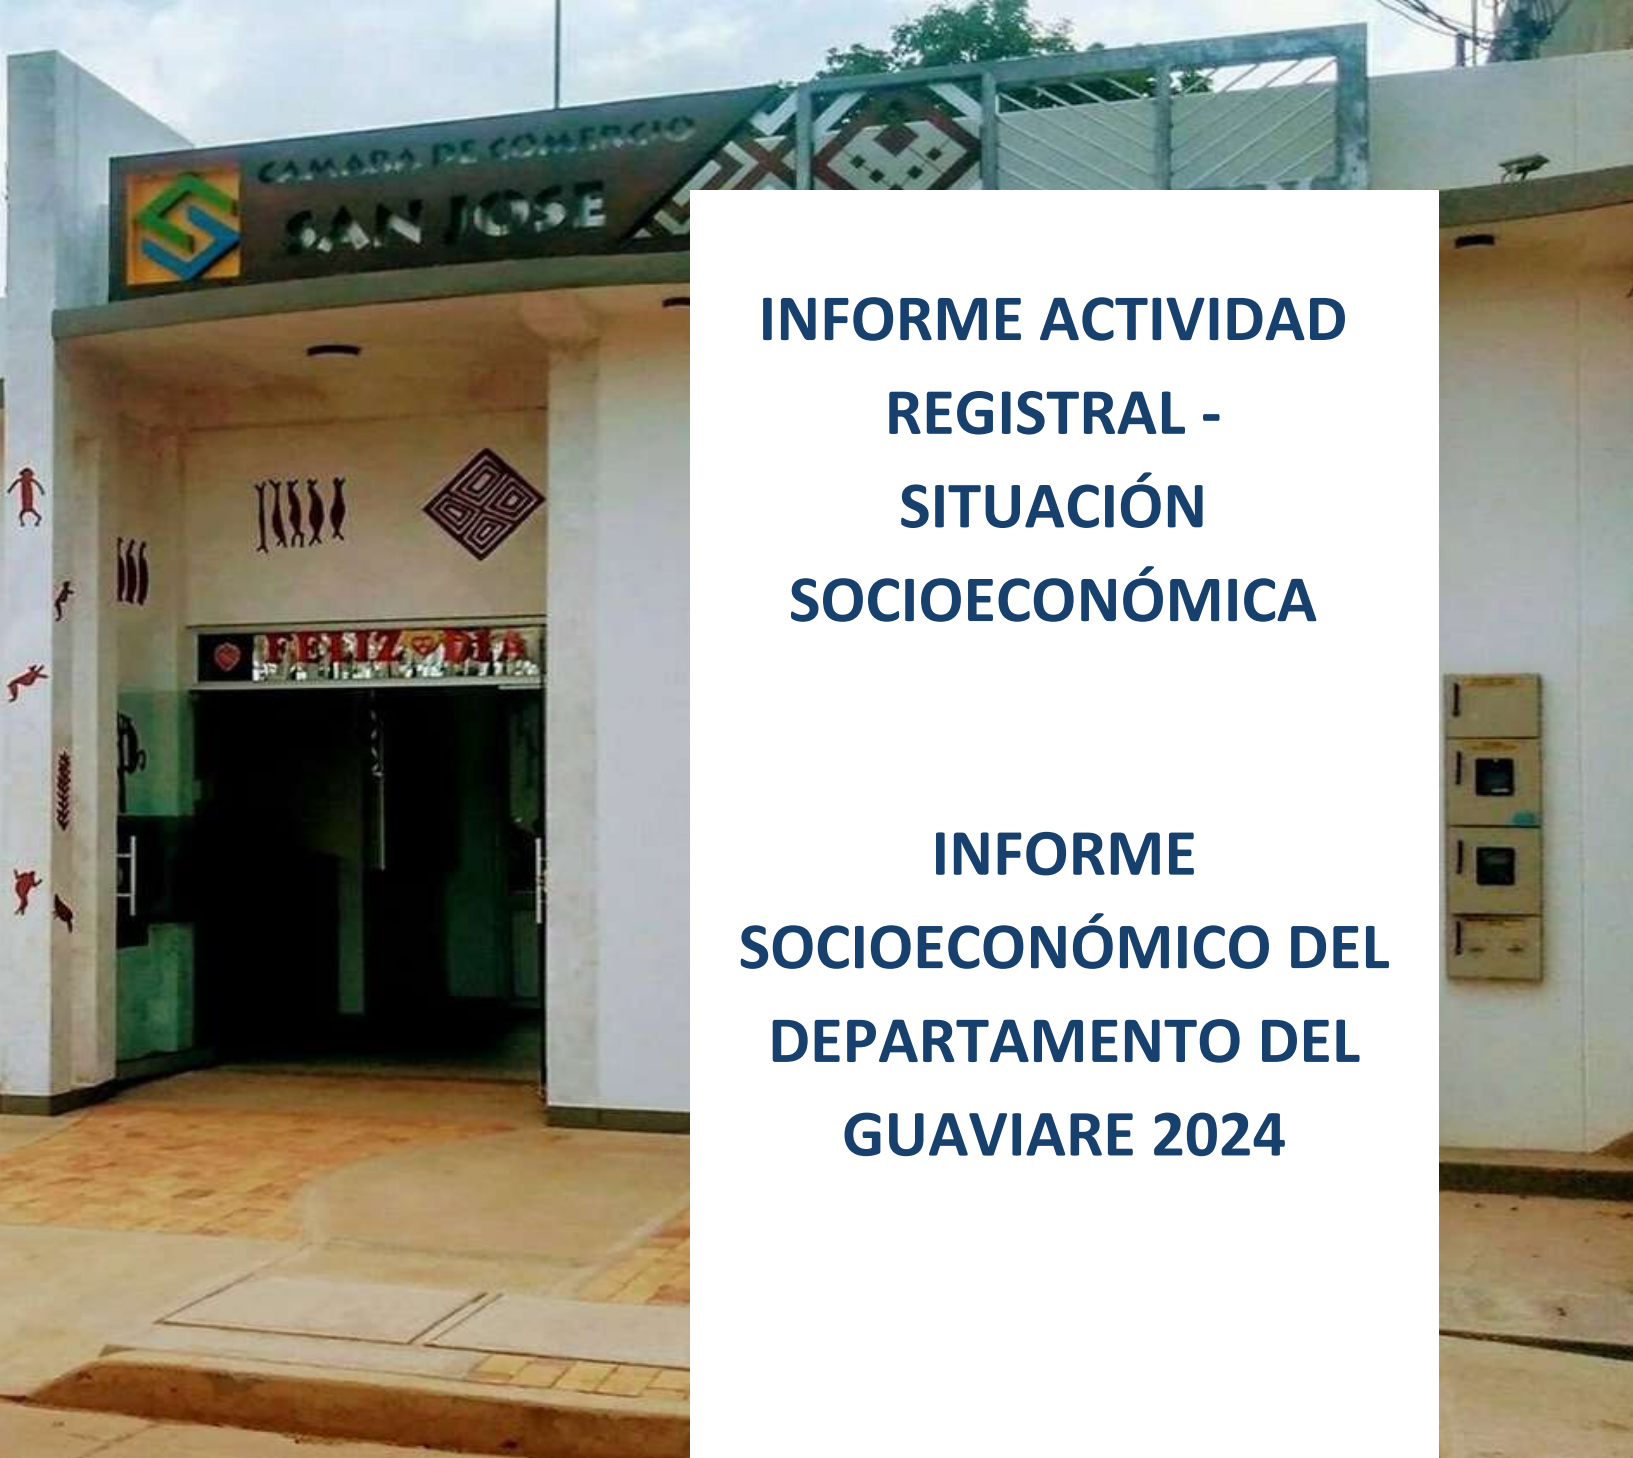 CAMARA DE COMERCIO
SAN JOSE
INFORME ACTIVIDAD
REGISTRAL -
SITUACIÓN
SOCIOECONÓMICA
FELIZ DIA
INFORME
SOCIOECONÓMICO DEL
DEPARTAMENTO DEL
GUAVIARE 2024